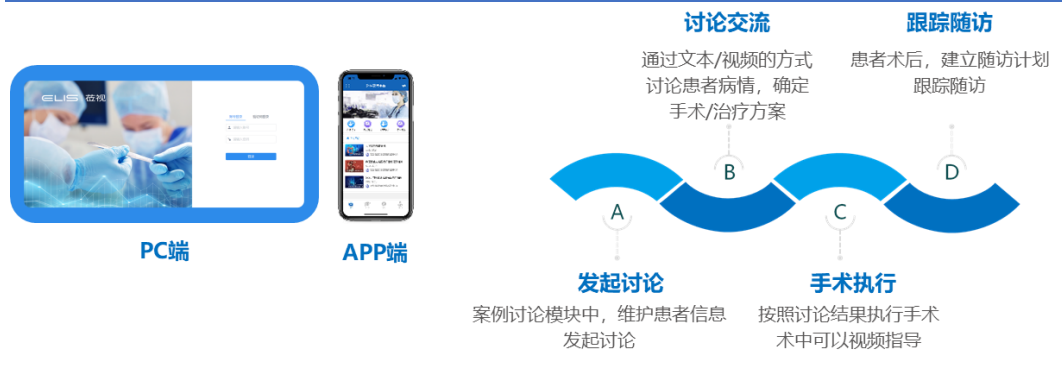 讨论交流
通过文本/视频的方式
讨论患者病情，确定
手术/治疗方案
跟踪随访
患者术后，建立随访计划
跟踪随访
ELIS 莅视
PC端
APP端
A
B
C
D
发起讨论
案例讨论模块中，维护患者信息
发起讨论
手术执行
按照讨论结果执行手术
术中可以视频指导